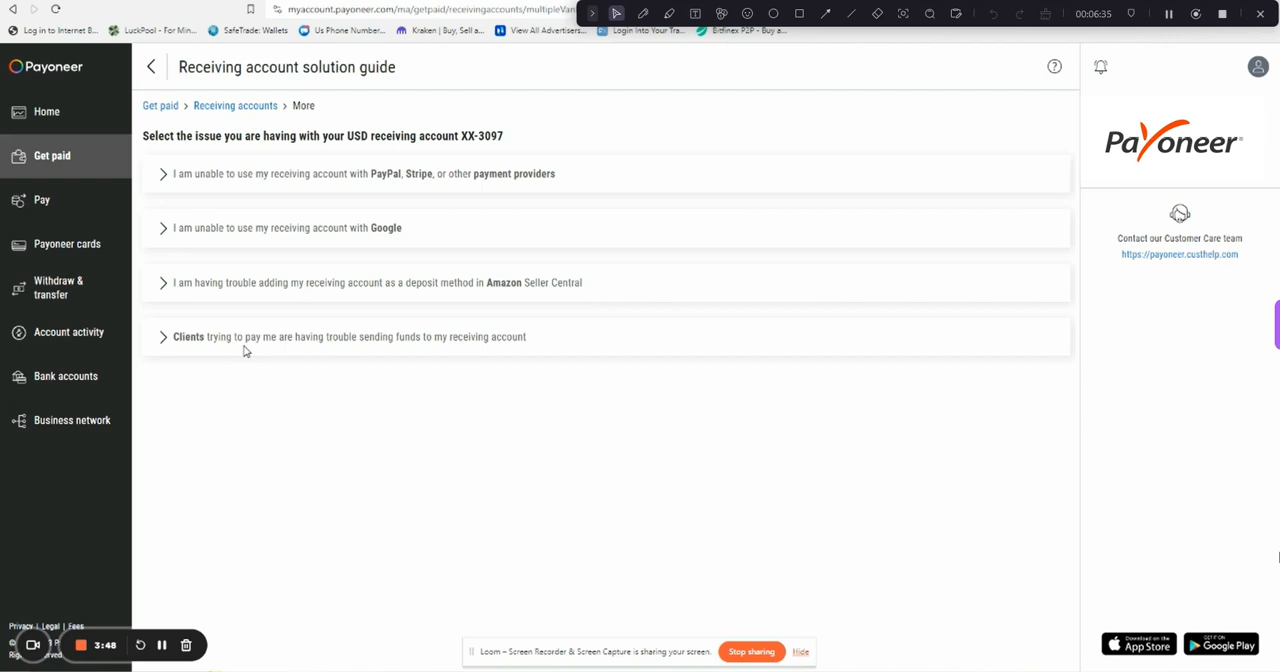 myaccount.payoneer.com/ma/getpaid/receivingaccounts/multipleVan
00:06:35
Log in to Internet B...
LuckPool - For Min...
SafeTrade: Wallets
Us Phone Number...
Kraken | Buy, Sell a...
View All Advertisers...
Login Into Your Tra...
Bitfinex P2P - Buy a...
Payoneer
Receiving account solution guide
Home
Get paid > Receiving accounts > More
Select the issue you are having with your USD receiving account XX-3097
Get paid
Payoneer
I am unable to use my receiving account with PayPal, Stripe, or other payment providers
Pay
I am unable to use my receiving account with Google
Contact our Customer Care team
https://payoneer.custhelp.com
Payoneer cards
I am having trouble adding my receiving account as a deposit method in Amazon Seller Central
Withdraw &
transfer
Clients trying to pay me are having trouble sending funds to my receiving account
Account activity
Bank accounts
Business network
Privacy | Legal | Fees
3:48
Loom – Screen Recorder & Screen Capture is sharing your screen.
Stop sharing
Hide
Download on the
App Store
GET IT ON
Google Play